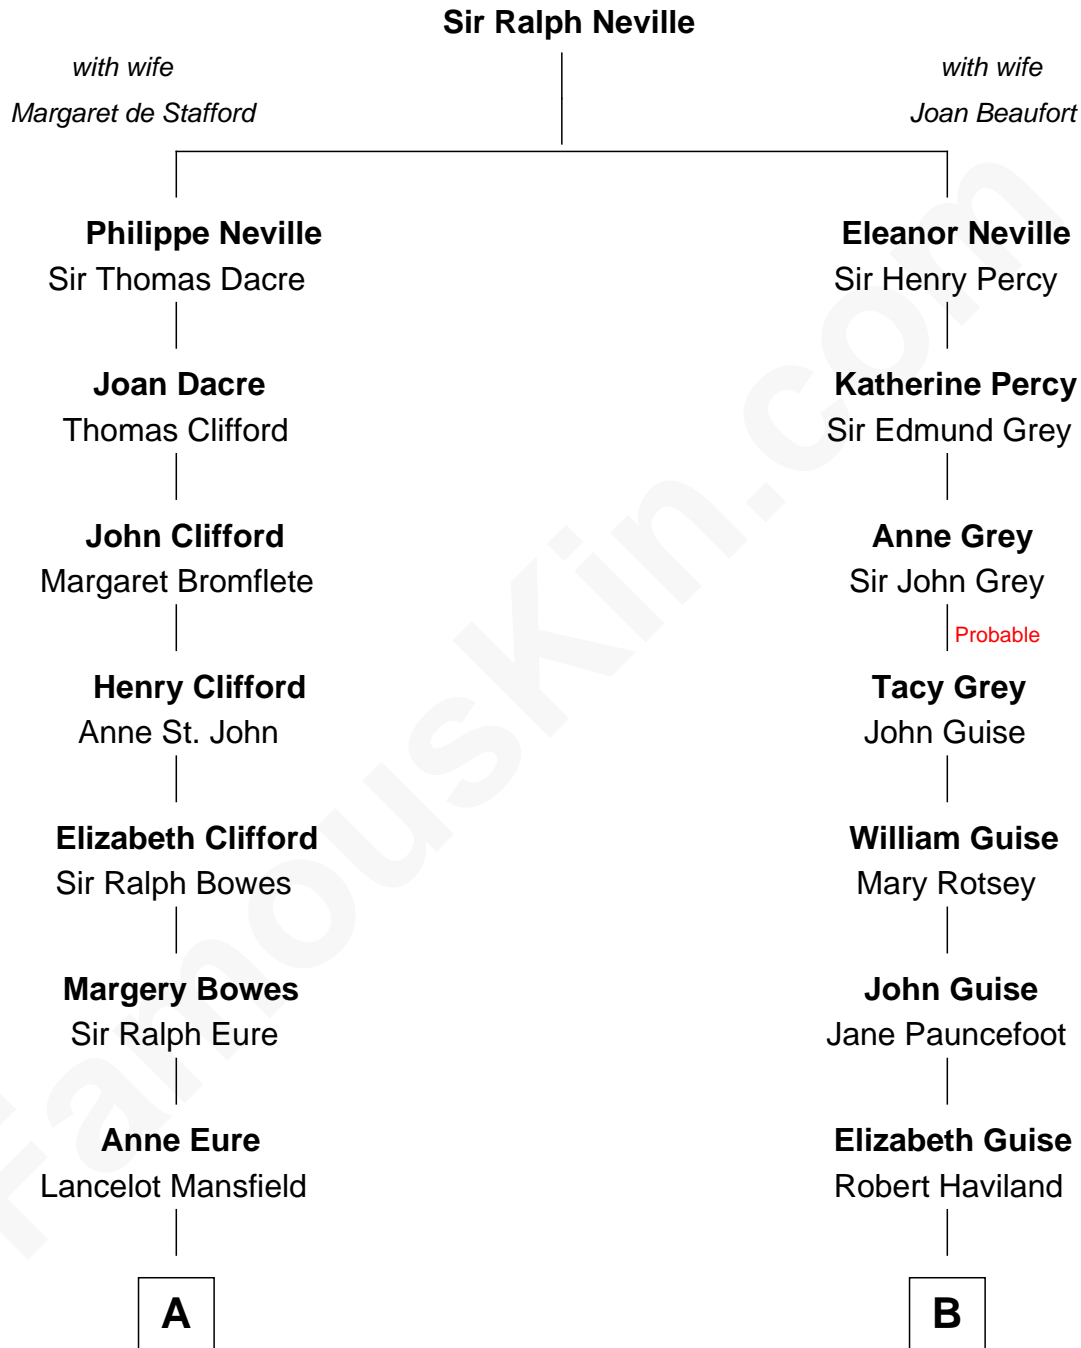 Sir Ralph Neville
with wife
Margaret de Stafford
with wife
Joan Beaufort
Philippe Neville
Sir Thomas Dacre
Eleanor Neville
Sir Henry Percy
Joan Dacre
Thomas Clifford
Katherine Percy
Sir Edmund Grey
John Clifford
Margaret Bromflete
Anne Grey
Sir John Grey
Probable
Henry Clifford
Anne St. John
Tacy Grey
John Guise
Elizabeth Clifford
Sir Ralph Bowes
William Guise
Mary Rotsey
Margery Bowes
Sir Ralph Eure
John Guise
Jane Pauncefoot
Anne Eure
Lancelot Mansfield
Elizabeth Guise
Robert Haviland
A
B
FamousKin.com